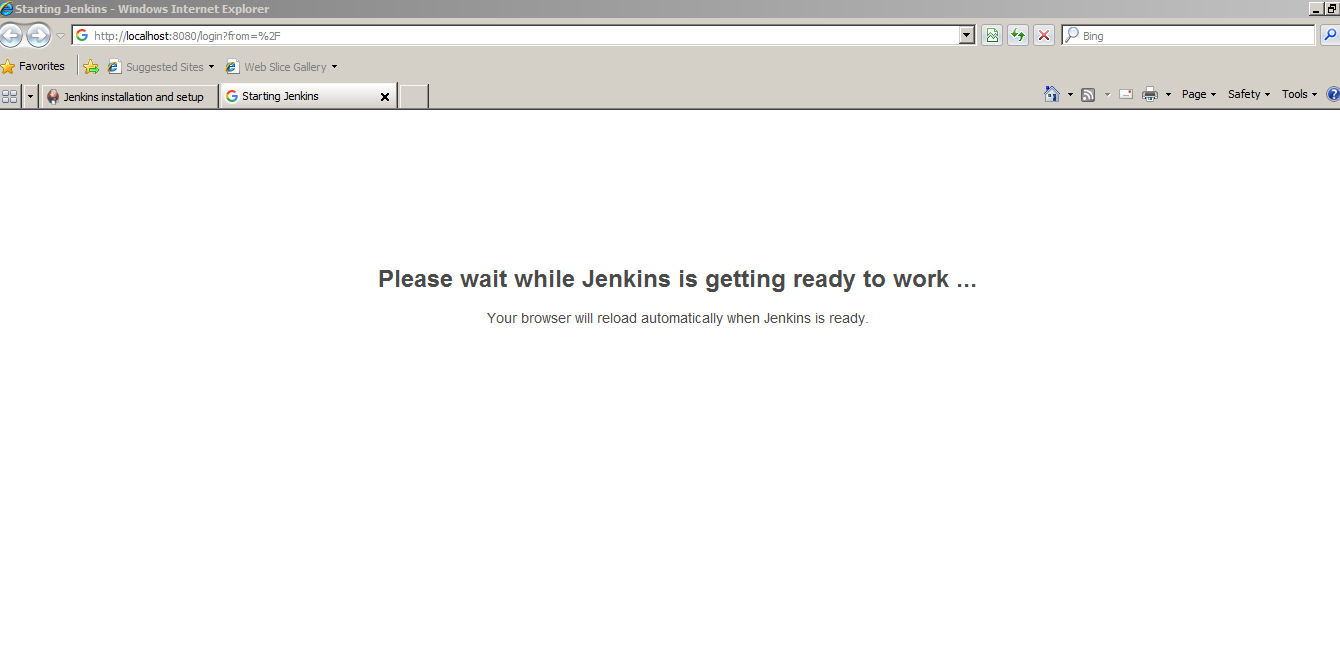 Starting Jenkins - Windows Internet Explorer
http://localhost:8080/login?from=%2F
Bing
Favorites Suggested Sites Web Slice Gallery
Jenkins installation and setup Starting Jenkins Page Safety Tools
Please wait while Jenkins is getting ready to work ...
Your browser will reload automatically when Jenkins is ready.